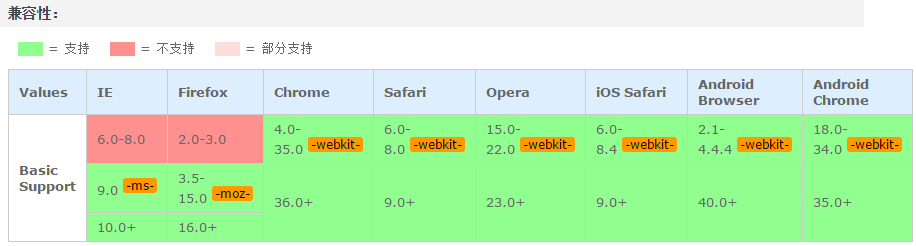 兼容性：
= 支持 = 不支持 = 部分支持
Values IE Firefox Chrome Safari Opera iOS Safari Android Browser Android Chrome
Basic Support
6.0-8.0
2.0-3.0
4.0-
35.0 -webkit-
6.0-
8.0 -webkit-
15.0-
22.0 -webkit-
6.0-
8.4 -webkit-
2.1-
4.4.4 -webkit-
18.0-
34.0 -webkit-
9.0 -ms-
3.5-
15.0 -moz-
36.0+
9.0+
23.0+
9.0+
40.0+
35.0+
10.0+
16.0+